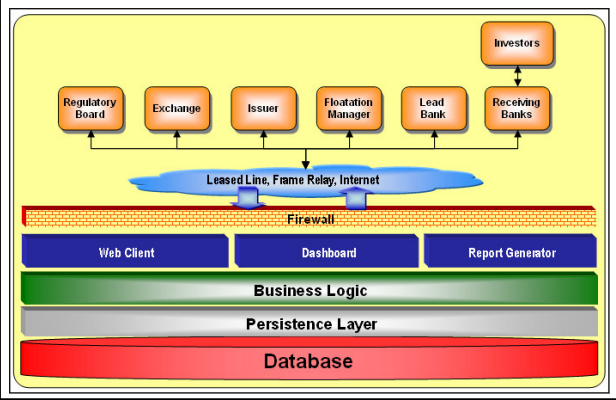 Investors
Regulatory
Board
Exchange
Issuer
Floatation
Manager
Lead
Bank
Receiving
Banks
Leased Line, Frame Relay, Internet
Firewall
Web Client
Dashboard
Report Generator
Business Logic
Persistence Layer
Database